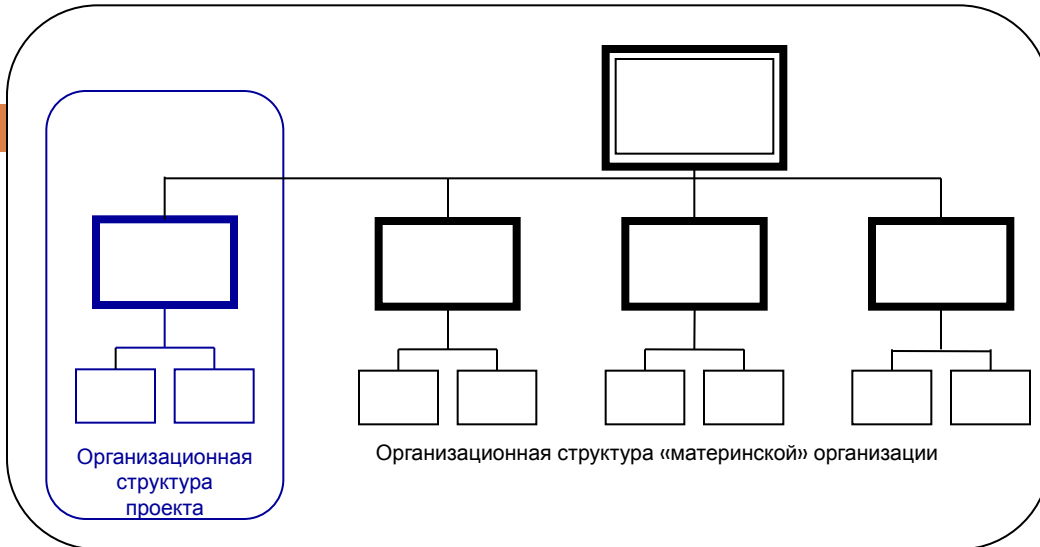 Организационная
структура
проекта
Организационная структура «материнской» организации